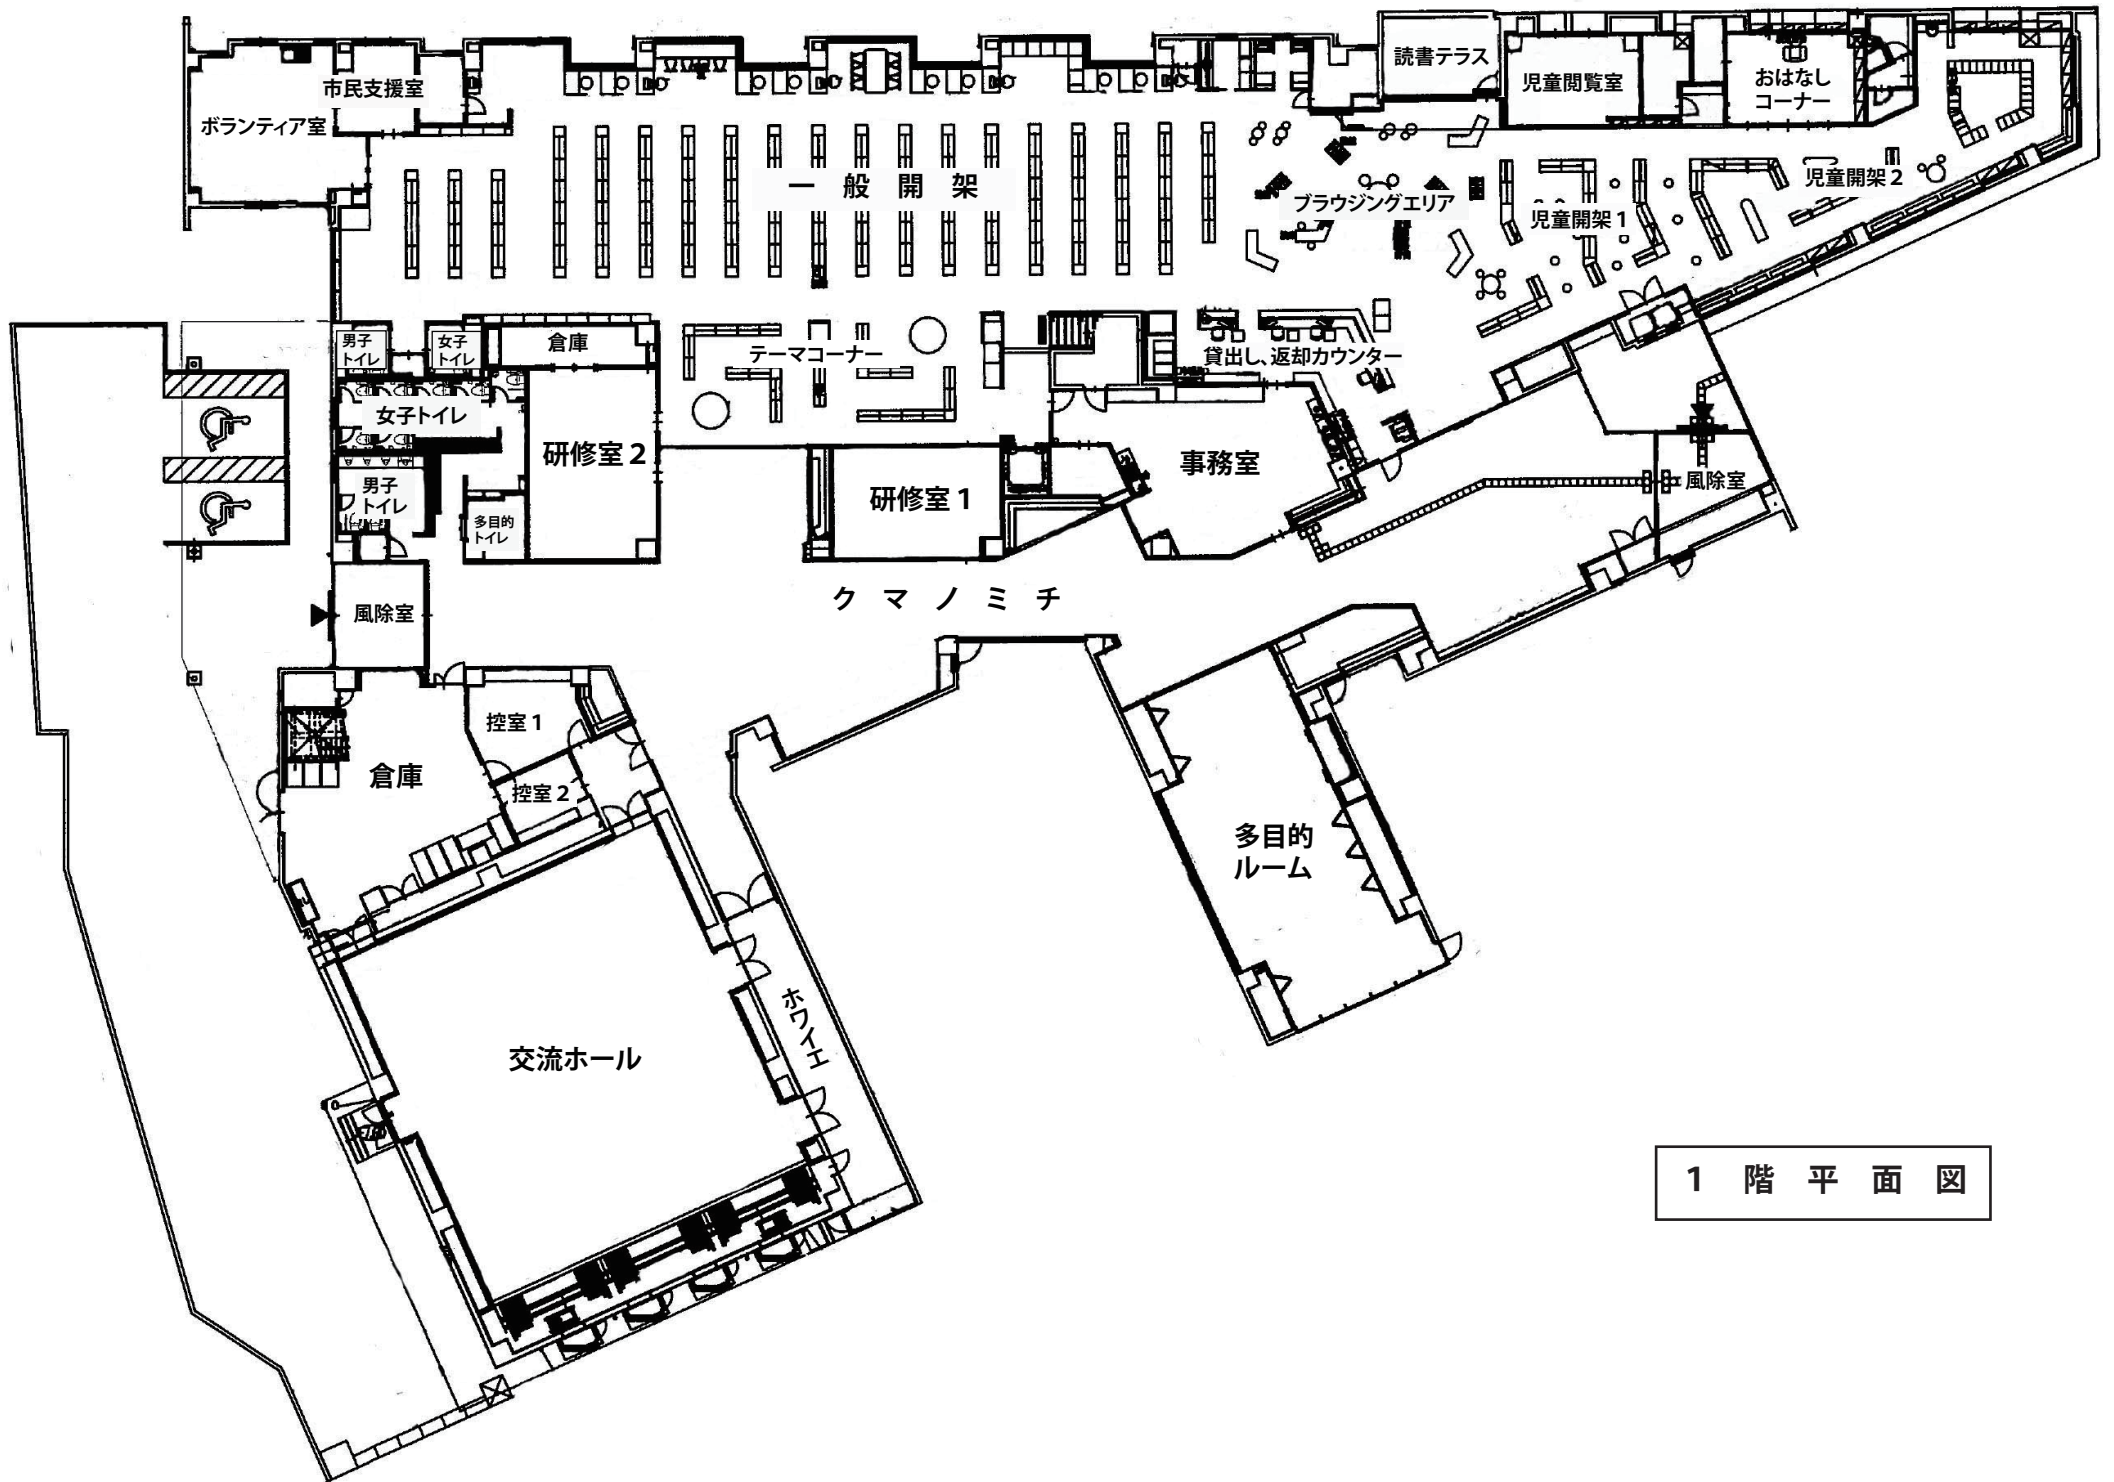 読書テラス
児童閲覧室
おはなし
コーナー
市民支援室
ボランティア室
一般開架
ブラウジングエリア
児童開架1
児童開架2
男子
トイレ
女子
トイレ
倉庫
テーマコーナー
貸出し、返却カウンター
女子トイレ
研修室2
男子
トイレ
多目的
トイレ
研修室1
事務室
風除室
風除室
クマノミチ
控室1
控室2
倉庫
多目的
ルーム
ホワイエ
交流ホール
1階平面図